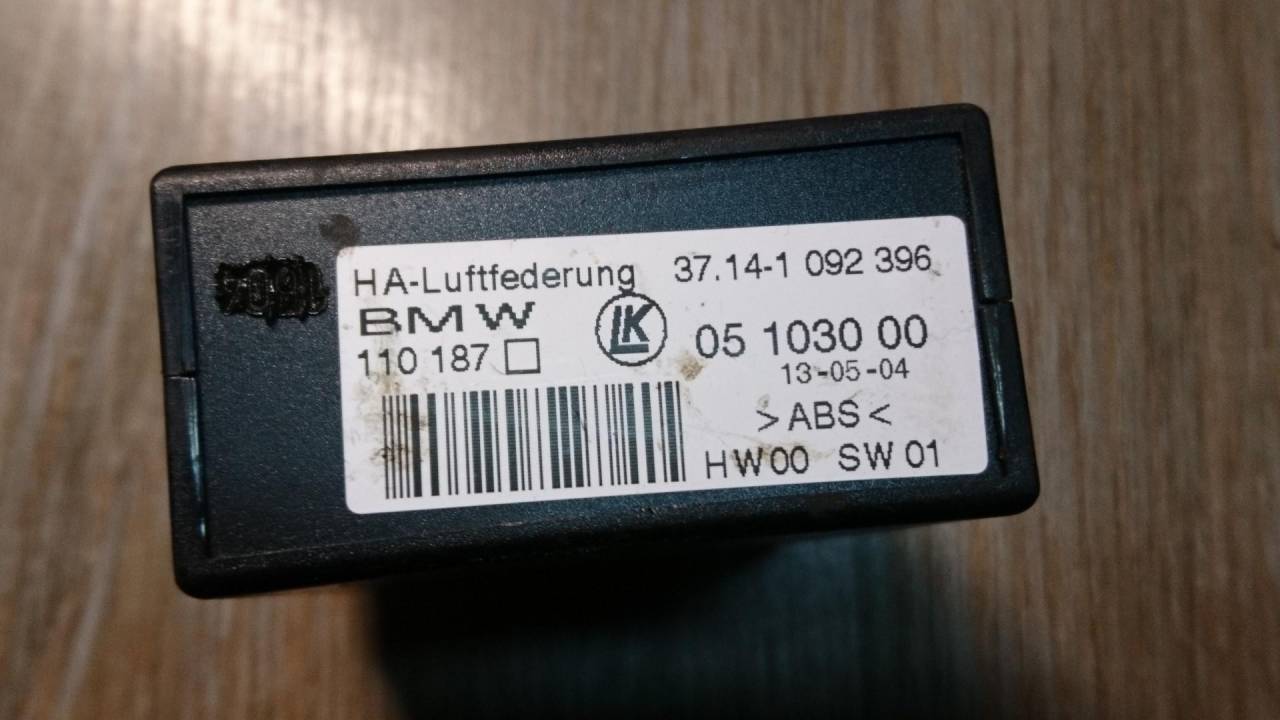 HA-Luftfederung 37.14-1 092 396
BMW
LK
110 187
05 1030 00
13-05-04
>ABS<
HW00 SW 01